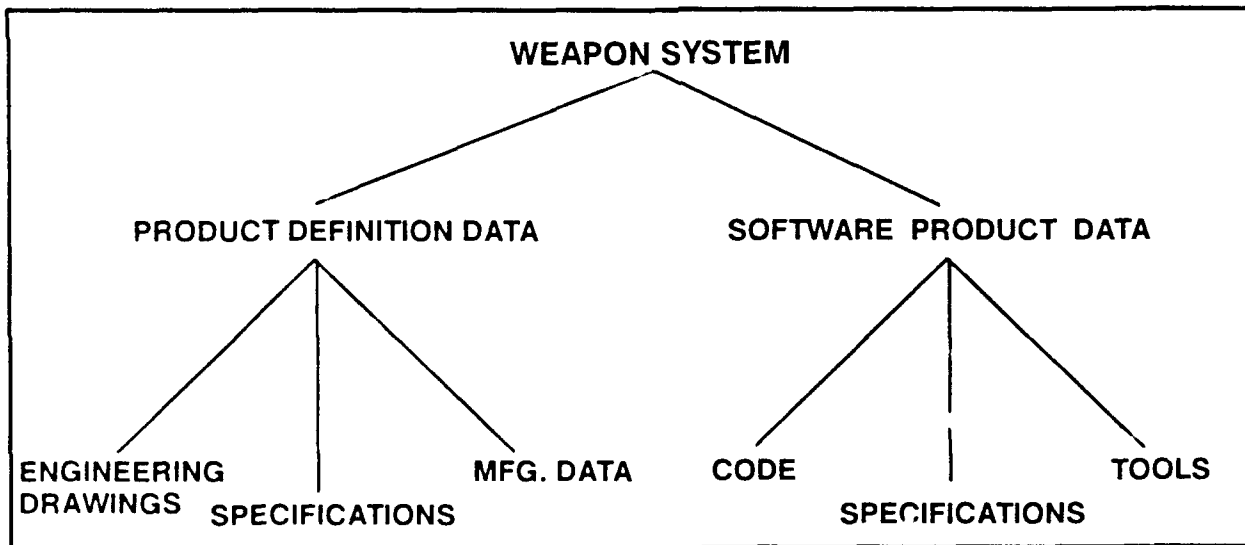 WEAPON SYSTEM
PRODUCT DEFINITION DATA
SOFTWARE PRODUCT DATA
ENGINEERING
DRAWINGS
SPECIFICATIONS
MFG. DATA
CODE
SPECIFICATIONS
TOOLS